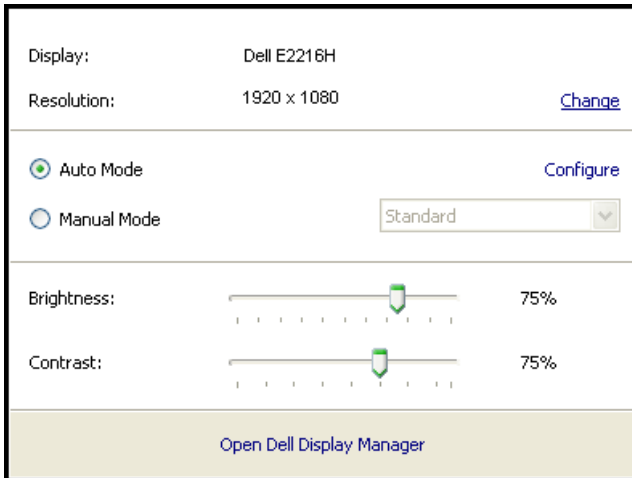 Display: Dell E2216H
Resolution: 1920 x 1080 Change
Auto Mode Configure
Manual Mode Standard
Brightness: 75%
Contrast: 75%
Open Dell Display Manager